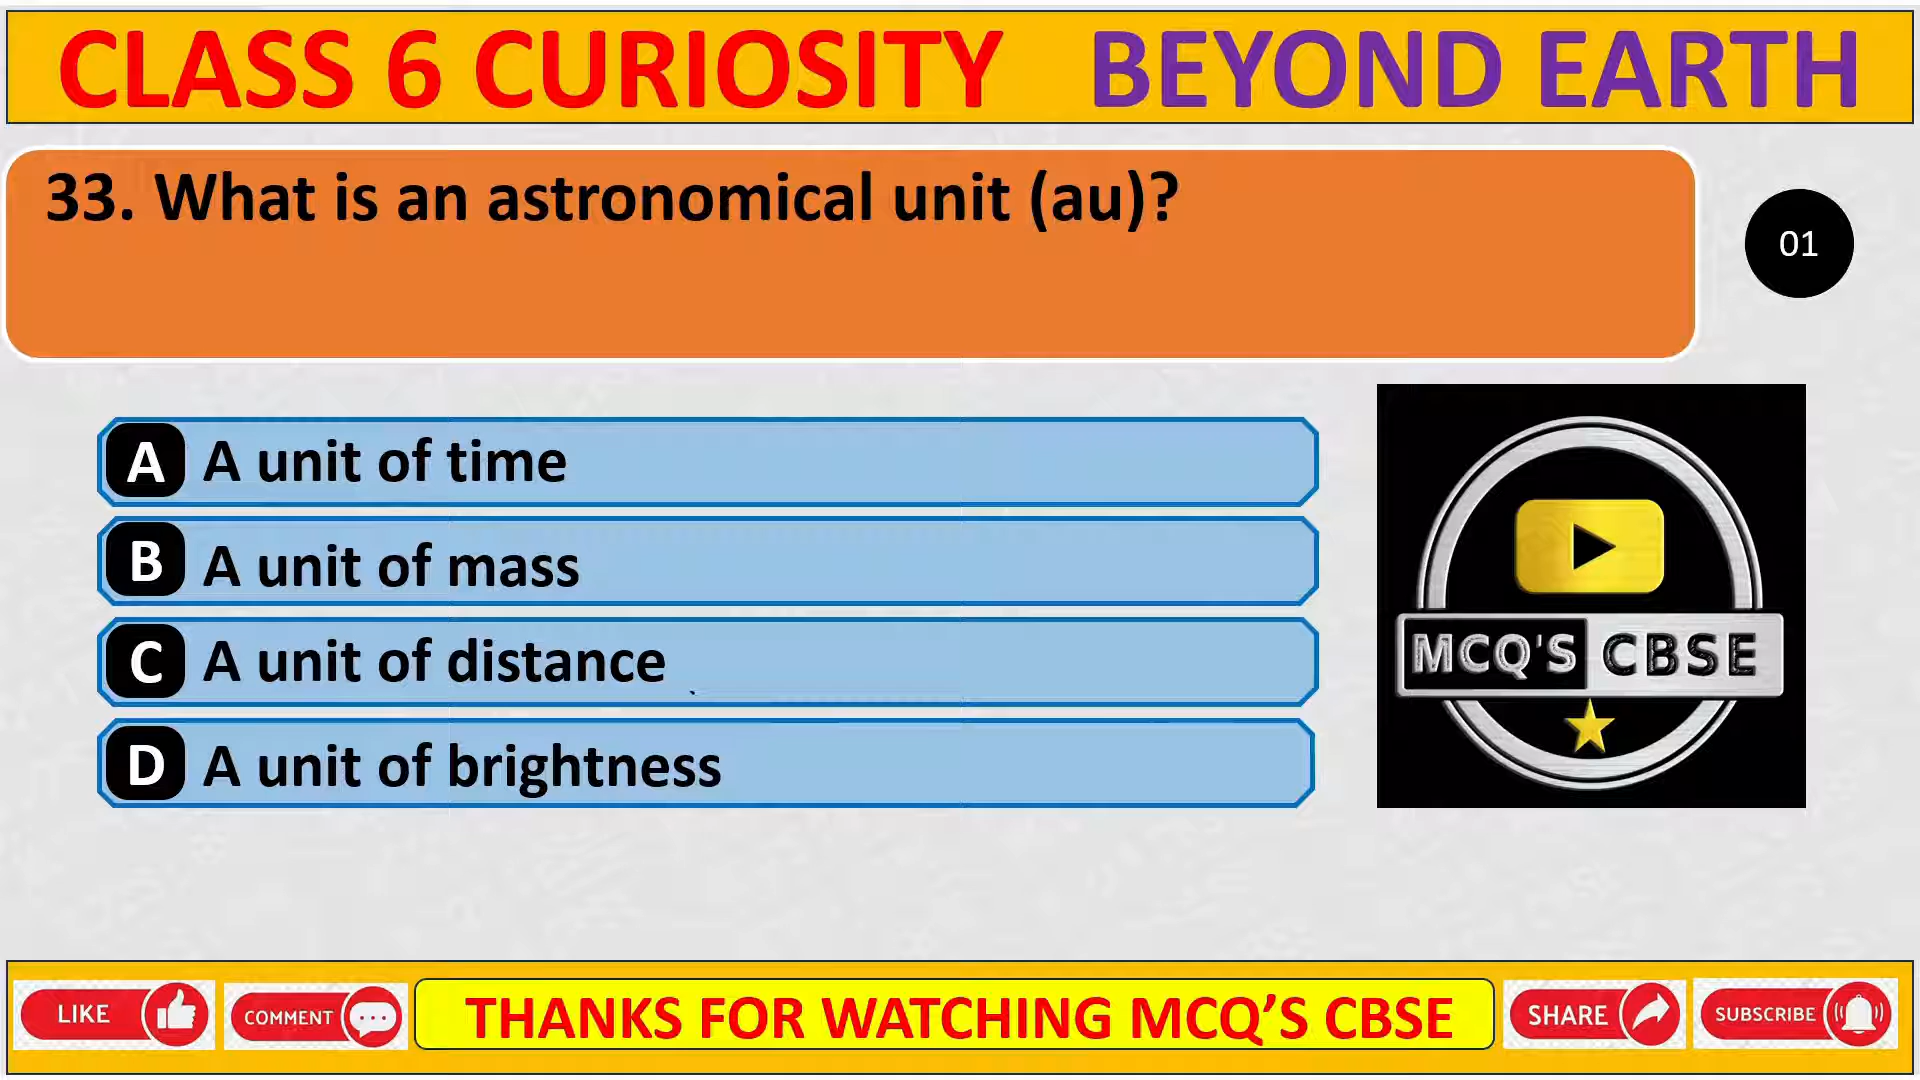 CLASS 6 CURIOSITY BEYOND EARTH
33. What is an astronomical unit (au)?
01
A A unit of time
B A unit of mass
C A unit of distance
D A unit of brightness
MCQ'S CBSE
LIKE
COMMENT
THANKS FOR WATCHING MCQ’S CBSE
SHARE
SUBSCRIBE